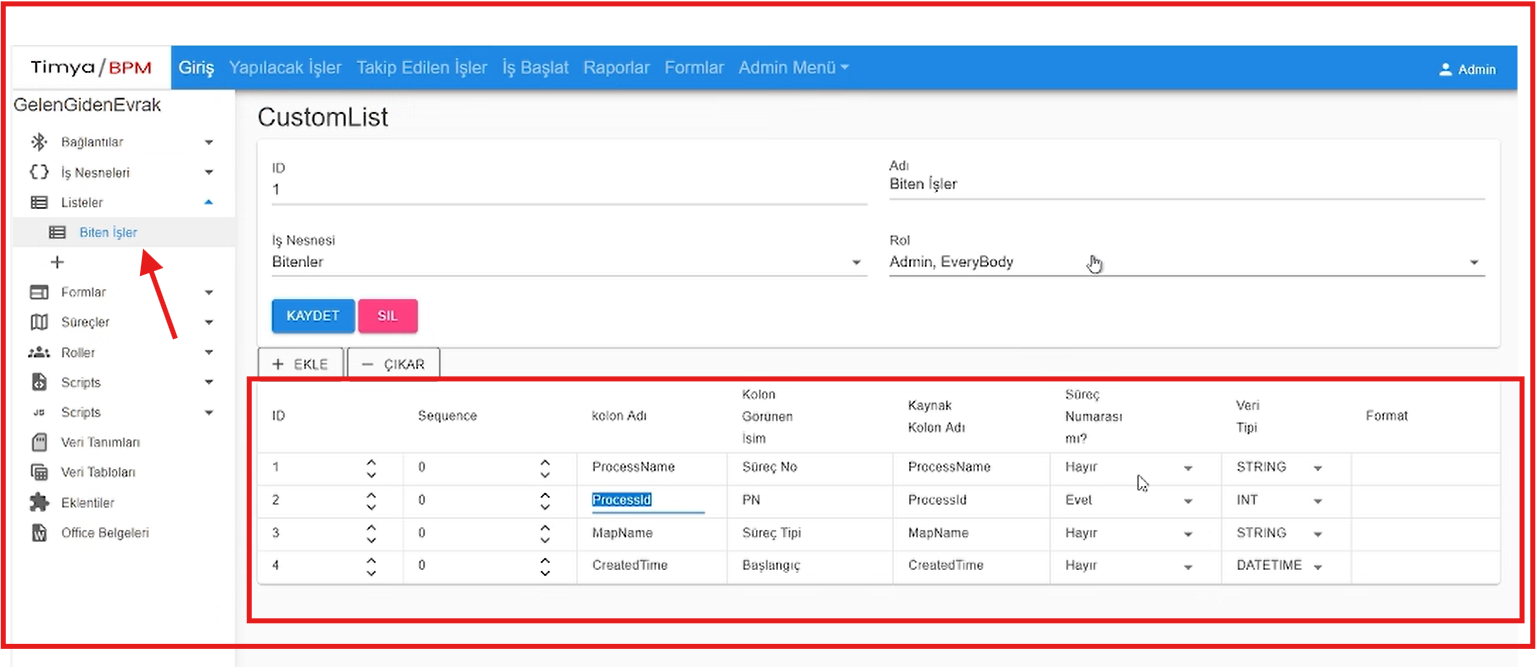 Timya/BPM Giriş Yapılacak İşler Takip Edilen İşler İş Başlat Raporlar Formlar Admin Menü Admin
GelenGidenEvrak
Bağlantılar
İş Nesneleri
Listeler
Biten İşler
+
Formlar
Süreçler
Roller
Scripts
JS Scripts
Veri Tanımları
Veri Tabloları
Eklentiler
Office Belgeleri
CustomList
ID
1
Adı
Biten İşler
İş Nesnesi
Bitenler
Rol
Admin, EveryBody
KAYDET SIL
+ EKLE − ÇIKAR
ID Sequence kolon Adı Kolon Görünen İsim Kaynak Kolon Adı Süreç Numarası mı? Veri Tipi Format
1 0 ProcessName Süreç No ProcessName Hayır STRING
2 0 ProcessId PN ProcessId Evet INT
3 0 MapName Süreç Tipi MapName Hayır STRING
4 0 CreatedTime Başlangıç CreatedTime Hayır DATETIME